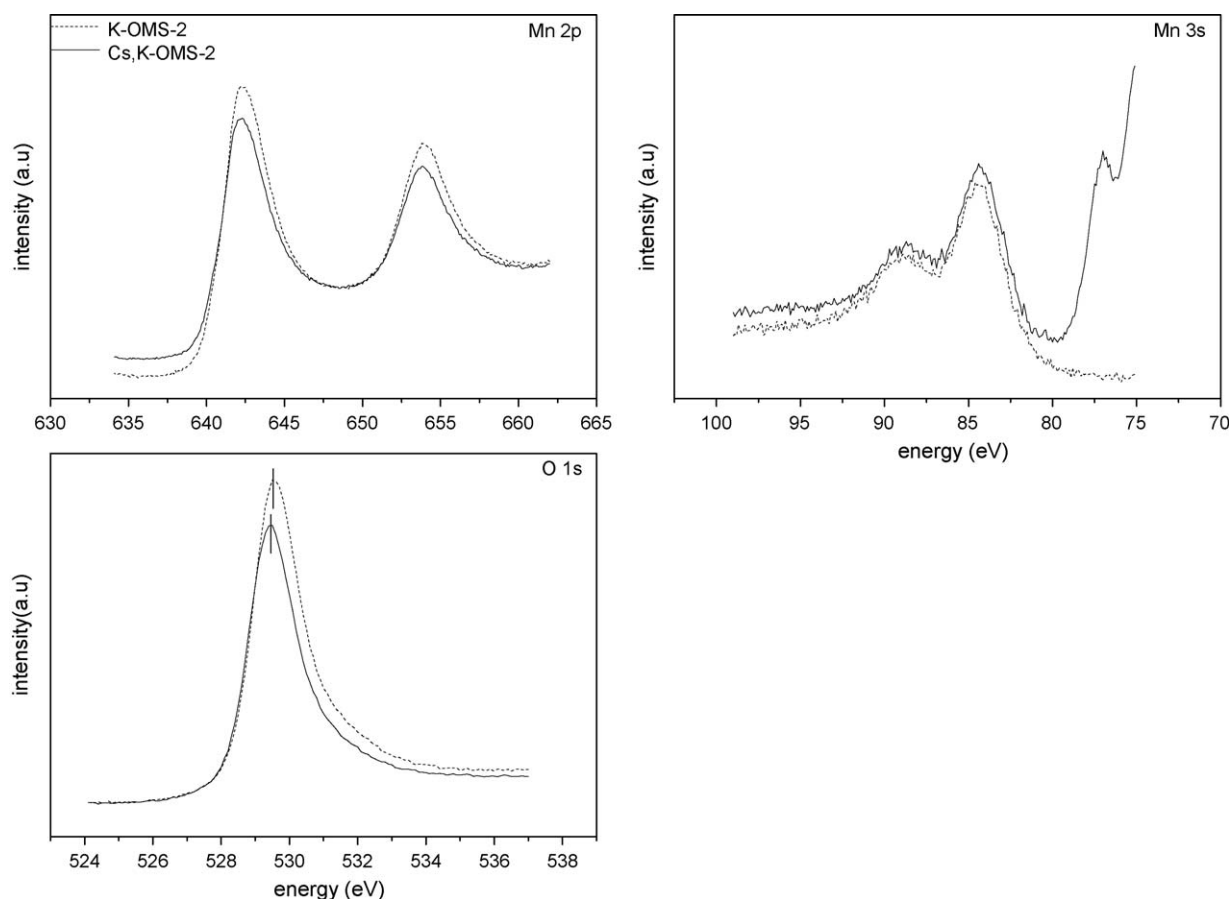 K-OMS-2
Cs,K-OMS-2
Mn 2p
intensity (a.u)
630 635 640 645 650 655 660 665
Mn 3s
intensity (a.u)
100 95 90 85 80 75 70
energy (eV)
O 1s
intensity(a.u)
524 526 528 530 532 534 536 538
energy (eV)